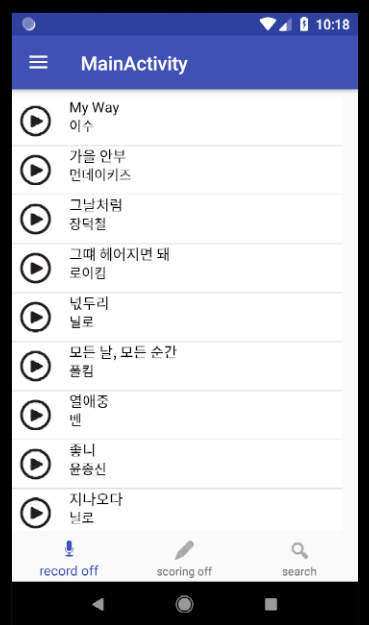 10:18
MainActivity
My Way
이수
가을 안부
먼데이키즈
그날처럼
장덕철
그때 헤어지면 돼
로이킴
넋두리
닐로
모든 날, 모든 순간
폴킴
열애중
벤
좋니
윤종신
지나오다
닐로
record off
scoring off
search